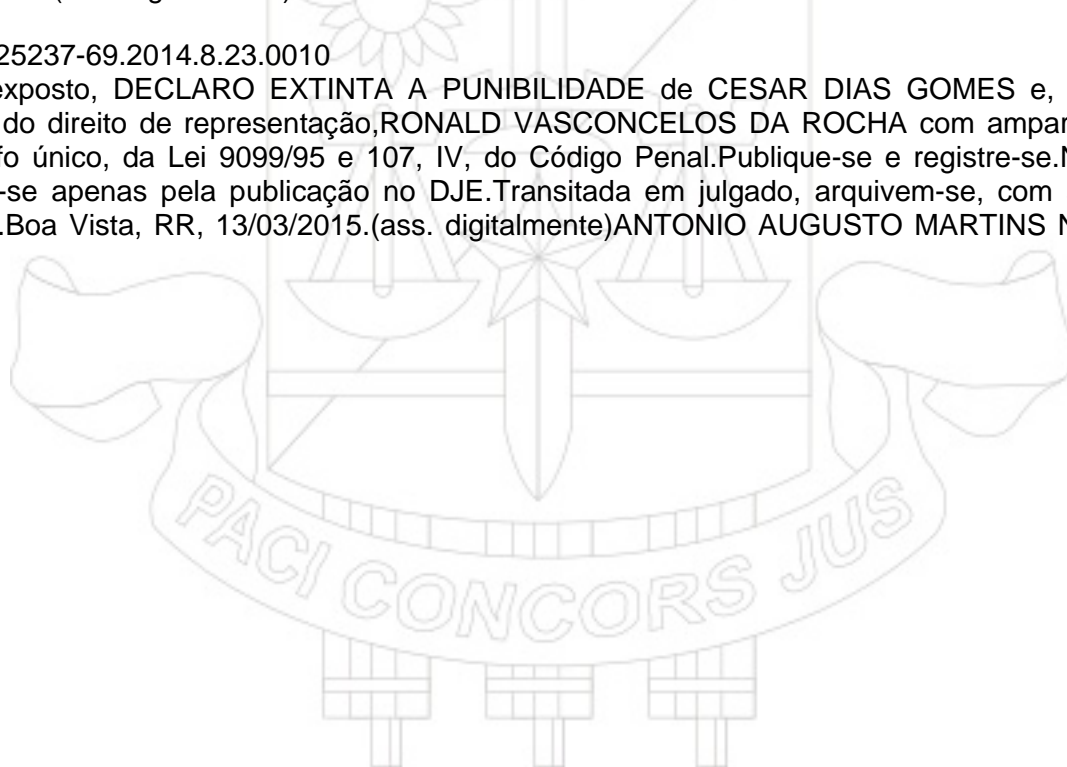 25237-69.2014.8.23.0010
exposto, DECLARO EXTINTA A PUNIBILIDADE de CESAR DIAS GOMES e,
do direito de representação,RONALD VASCONCELOS DA ROCHA com ampar
fo único, da Lei 9099/95 e 107, IV, do Código Penal.Publique-se e registre-se.N
-se apenas pela publicação no DJE.Transitada em julgado, arquivem-se, com
.Boa Vista, RR, 13/03/2015.(ass. digitalmente)ANTONIO AUGUSTO MARTINS N
PACI CONCORS JUS